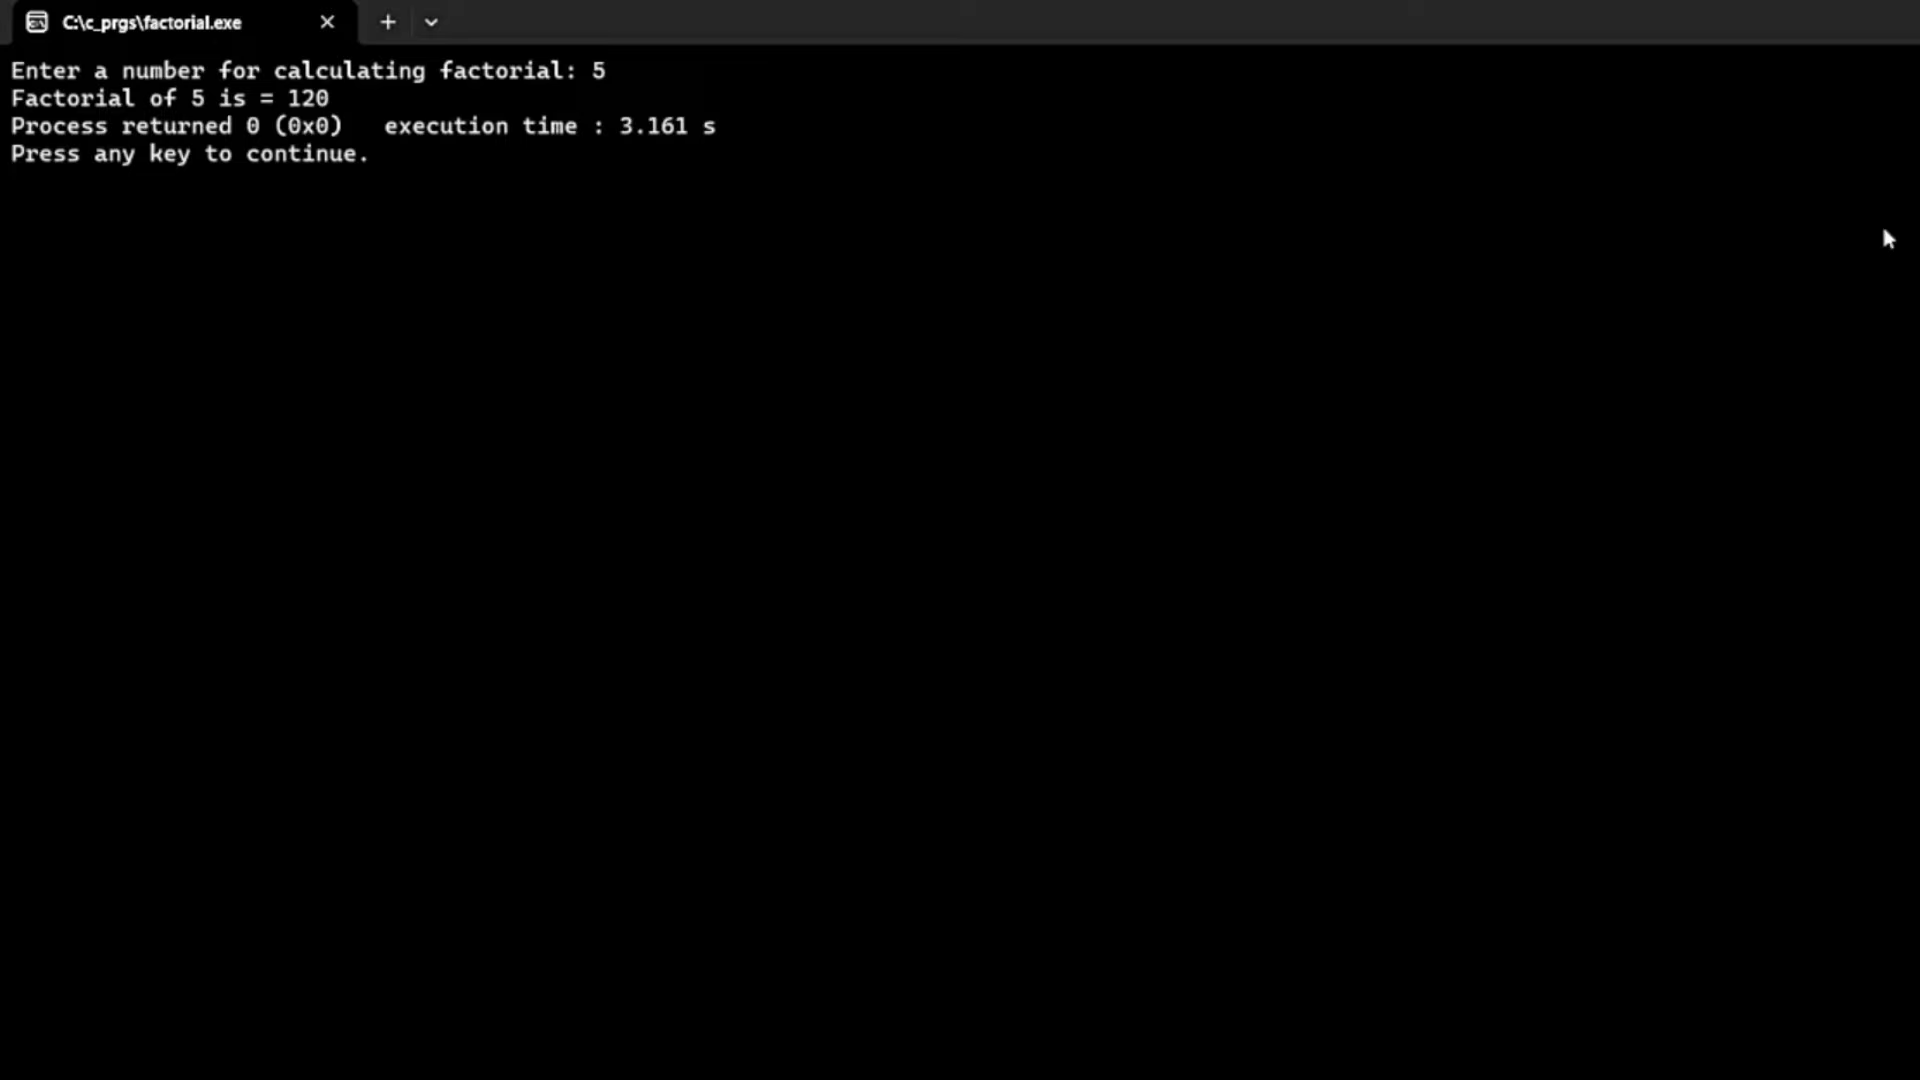 C:\c_prgs\factorial.exe
Enter a number for calculating factorial: 5
Factorial of 5 is = 120
Process returned 0 (0x0)   execution time : 3.161 s
Press any key to continue.